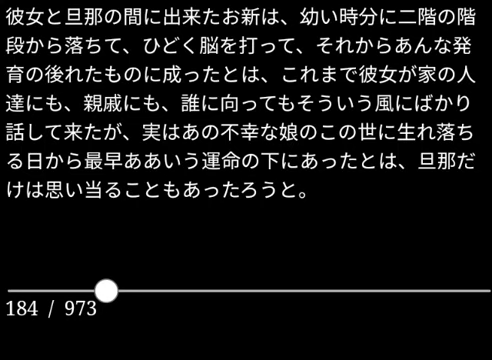 彼女と旦那の間に出来たお新は、幼い時分に二階の階
段から落ちて、ひどく脳を打って、それからあんな発
育の後れたものに成ったとは、これまで彼女が家の人
達にも、親戚にも、誰に向ってもそういう風にばかり
話して来たが、実はあの不幸な娘のこの世に生れ落ち
る日から最早ああいう運命の下にあったとは、旦那だ
けは思い当ることもあったろうと。
184 / 973